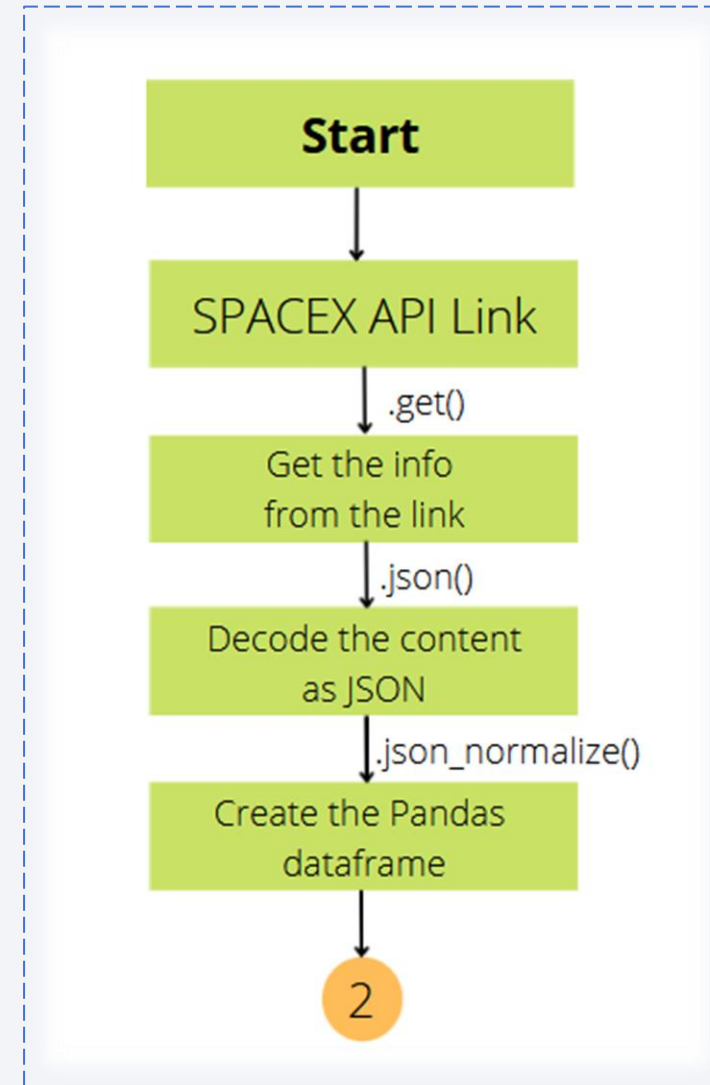 Start
SPACEX API Link
.get()
Get the info
from the link
.json()
Decode the content
as JSON
.json_normalize()
Create the Pandas
dataframe
2